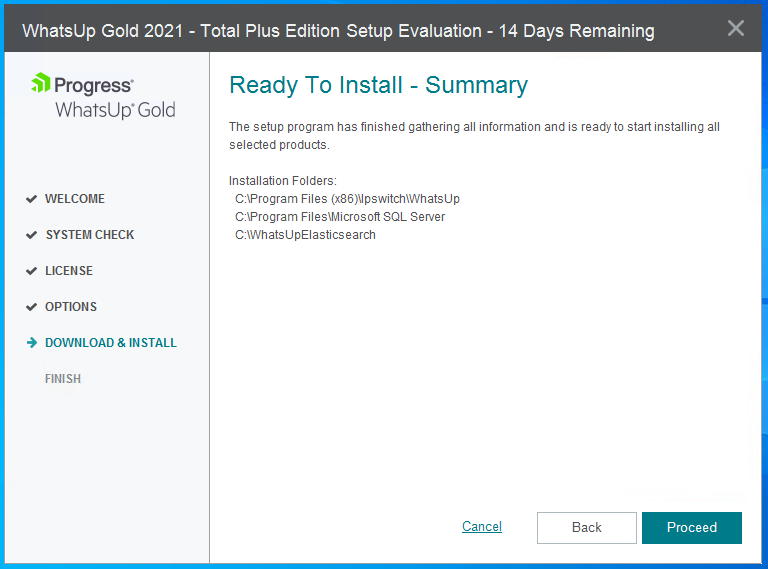 WhatsUp Gold 2021 - Total Plus Edition Setup Evaluation - 14 Days Remaining
Progress®
WhatsUp® Gold
WELCOME
SYSTEM CHECK
LICENSE
OPTIONS
DOWNLOAD & INSTALL
FINISH
Ready To Install - Summary
The setup program has finished gathering all information and is ready to start installing all
selected products.
Installation Folders:
C:\Program Files (x86)\Ipswitch\WhatsUp
C:\Program Files\Microsoft SQL Server
C:\WhatsUpElasticsearch
Cancel
Back
Proceed